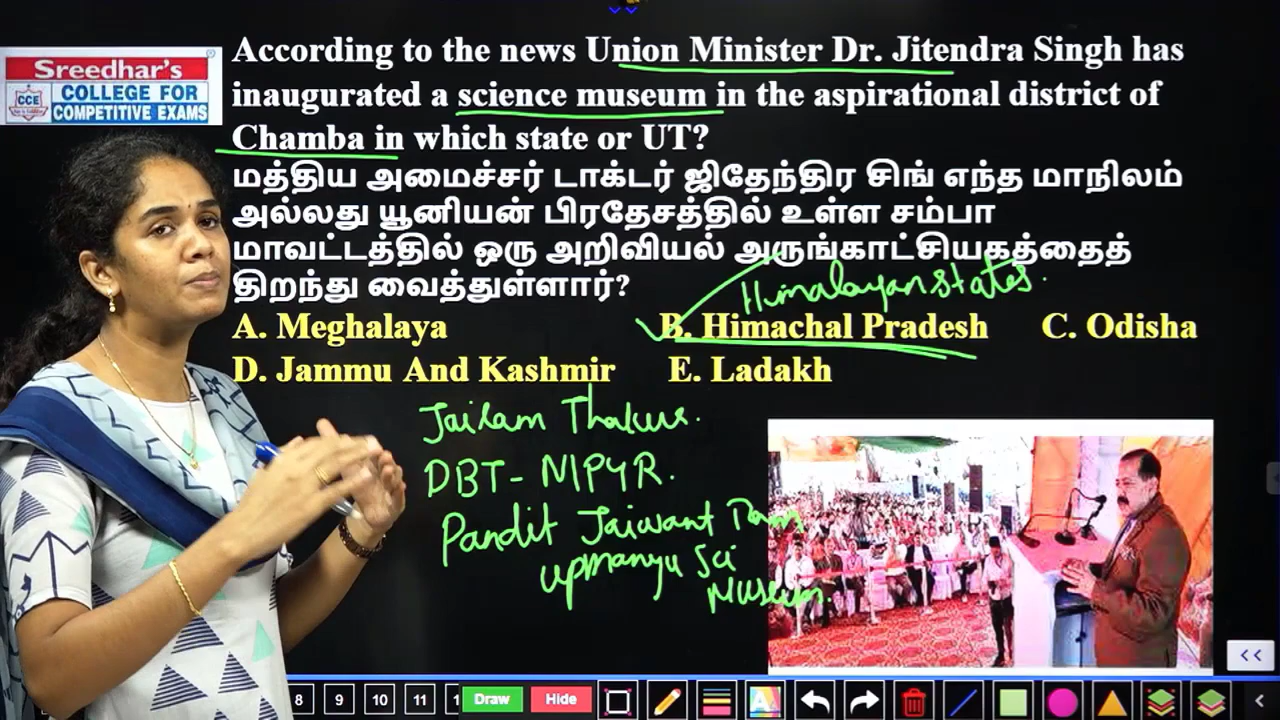 Sreedhar's
CCE
COLLEGE FOR
COMPETITIVE EXAMS
According to the news Union Minister Dr. Jitendra Singh has
inaugurated a science museum in the aspirational district of
Chamba in which state or UT?
மத்திய அமைச்சர் டாக்டர் ஜிதேந்திர சிங் எந்த மாநிலம்
அல்லது யூனியன் பிரதேசத்தில் உள்ள சம்பா
மாவட்டத்தில் ஒரு அறிவியல் அருங்காட்சியகத்தைத்
திறந்து வைத்துள்ளார்?
Himalayan states.
A. Meghalaya B. Himachal Pradesh C. Odisha
D. Jammu And Kashmir E. Ladakh
Jairam Thakur.
DBT- NIPYR.
Pandit Jaiwant Ram
upmanyu Sci
Museum.
8 9 10 11 1 Draw Hide